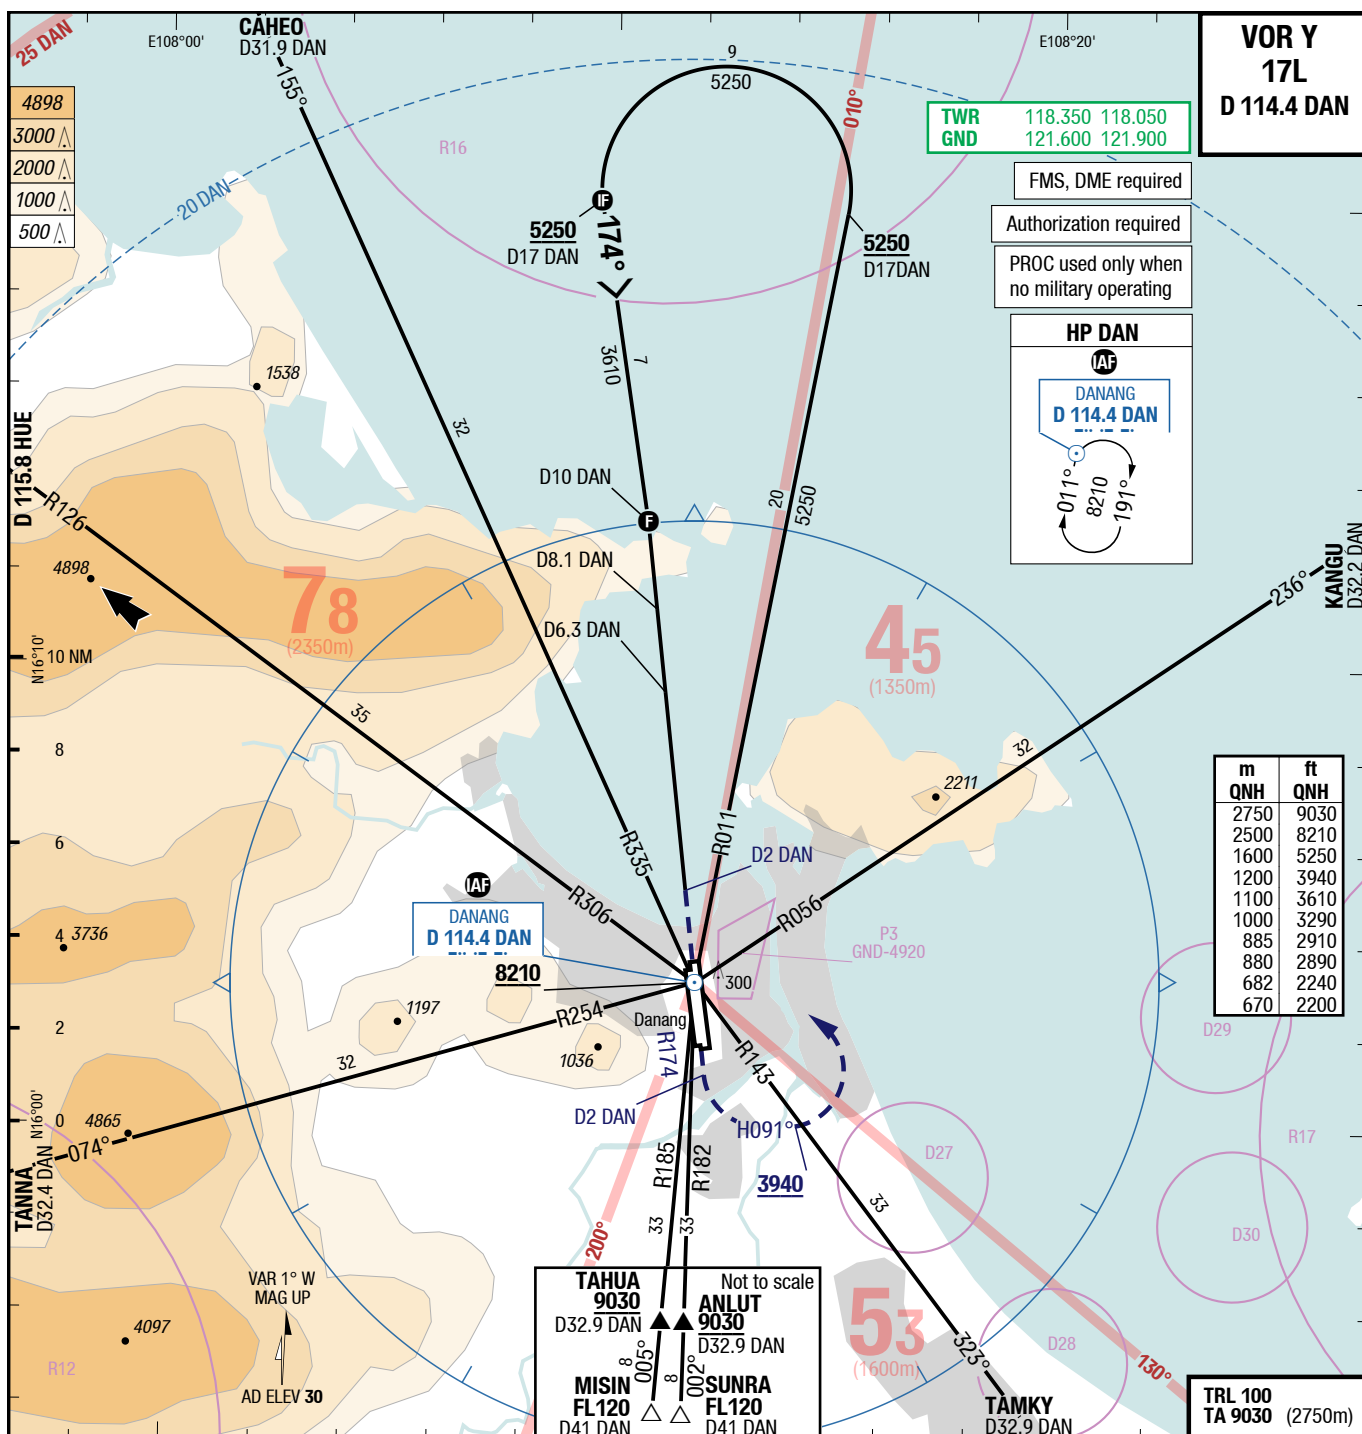 VOR Y
17L
D 114.4 DAN
CÁHEO
D31.9 DAN
E108°00'
E108°20'
25 DAN
20 DAN
155°
9
5250
010°
R16
4898
3000
2000
1000
500
TWR 118.350 118.050
GND 121.600 121.900
FMS, DME required
Authorization required
PROC used only when
no military operating
IF
174°
5250
D17 DAN
5250
D17DAN
HP DAN
IAF
DANANG
D 114.4 DAN
011°
8210
191°
7
3610
1538
32
D 115.8 HUE
R126
D10 DAN
F
20
5250
D8.1 DAN
D6.3 DAN
4898
78
(2350m)
45
(1350m)
236°
KANGU
D32.2 DAN
N16°10'
10 NM
8
6
4
2
0
N16°00'
35
32
2211
R335
R011
R306
R056
D2 DAN
m ft
QNH QNH
2750 9030
2500 8210
1600 5250
1200 3940
1100 3610
1000 3290
885 2910
880 2890
682 2240
670 2200
IAF
DANANG
D 114.4 DAN
8210
3736
P3
GND-4920
300
Danang
R254
1197
1036
32
R174
R143
D2 DAN
H091°
3940
D29
D27
D30
R17
D28
4865
074°
TANNA
D32.4 DAN
R185
R182
33
33
33
200°
130°
VAR 1° W
MAG UP
AD ELEV 30
4097
R12
53
(1600m)
323°
TAMKY
D32.9 DAN
Not to scale
TAHUA
9030
D32.9 DAN
ANLUT
9030
D32.9 DAN
8
005°
8
002°
MISIN
FL120
D41 DAN
SUNRA
FL120
D41 DAN
TRL 100
TA 9030 (2750m)